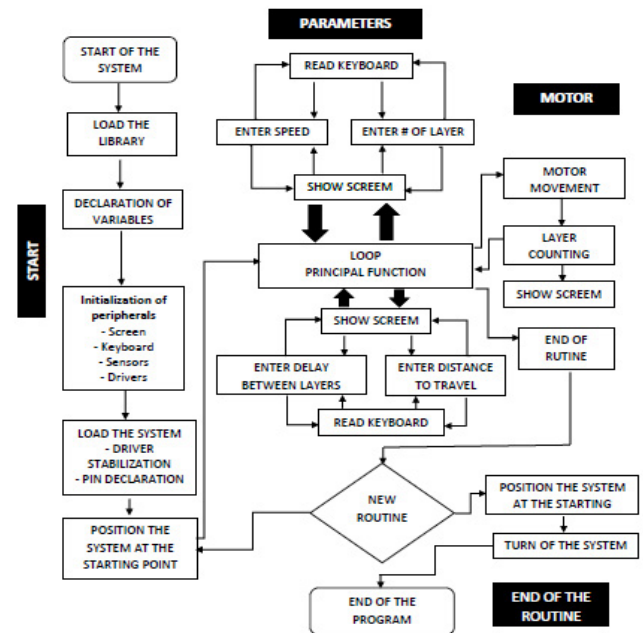 PARAMETERS
START OF THE
SYSTEM
READ KEYBOARD
MOTOR
LOAD THE
LIBRARY
ENTER SPEED
ENTER # OF LAYER
MOTOR
MOVEMENT
SHOW SCREEM
DECLARATION OF
VARIABLES
START
LAYER
COUNTING
LOOP
PRINCIPAL FUNCTION
SHOW SCREEM
Initialization of
peripherals
- Screen
- Keyboard
- Sensors
- Drivers
SHOW SCREEM
END OF
RUTINE
ENTER DELAY
BETWEEN LAYERS
ENTER DISTANCE
TO TRAVEL
READ KEYBOARD
LOAD THE SYSTEM
- DRIVER
STABILIZATION
- PIN DECLARATION
NEW
ROUTINE
POSITION THE SYSTEM
AT THE STARTING
POSITION THE
SYSTEM AT THE
STARTING POINT
TURN OF THE SYSTEM
END OF THE
PROGRAM
END OF THE
ROUTINE